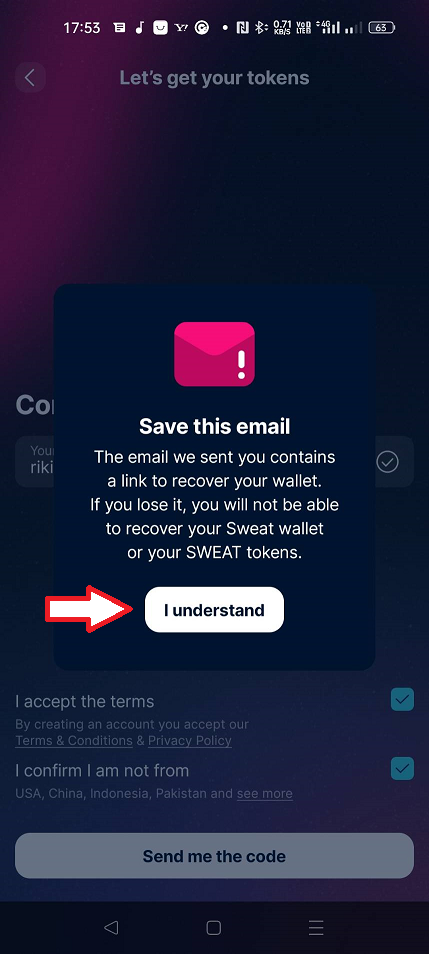 17:53
0.71
KB/S
Vo
LTE
4G
63
Let's get your tokens
Save this email
The email we sent you contains
a link to recover your wallet.
If you lose it, you will not be able
to recover your Sweat wallet
or your SWEAT tokens.
I understand
I accept the terms
By creating an account you accept our
Terms & Conditions & Privacy Policy
I confirm I am not from
USA, China, Indonesia, Pakistan and see more
Send me the code